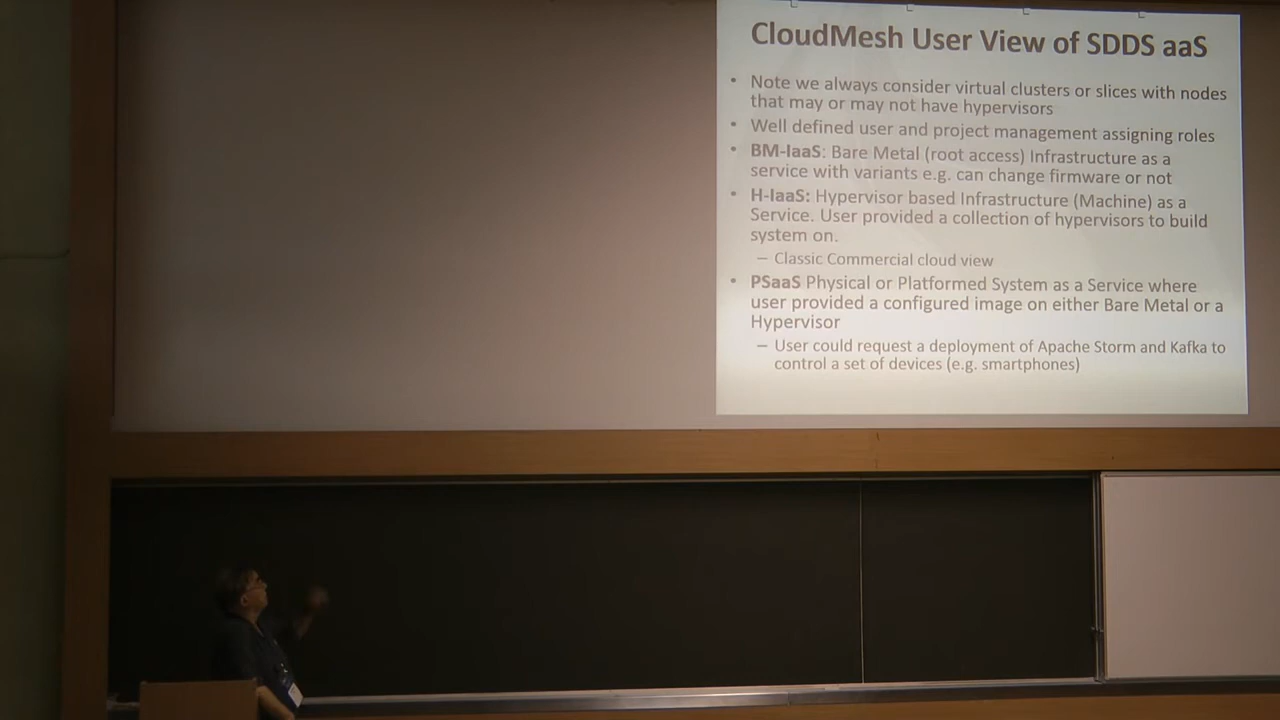 CloudMesh User View of SDDS aaS
• Note we always consider virtual clusters or slices with nodes
that may or may not have hypervisors
• Well defined user and project management assigning roles
• BM-IaaS: Bare Metal (root access) Infrastructure as a
service with variants e.g. can change firmware or not
• H-IaaS: Hypervisor based Infrastructure (Machine) as a
Service. User provided a collection of hypervisors to build
system on.
– Classic Commercial cloud view
• PSaaS Physical or Platformed System as a Service where
user provided a configured image on either Bare Metal or a
Hypervisor
– User could request a deployment of Apache Storm and Kafka to
control a set of devices (e.g. smartphones)